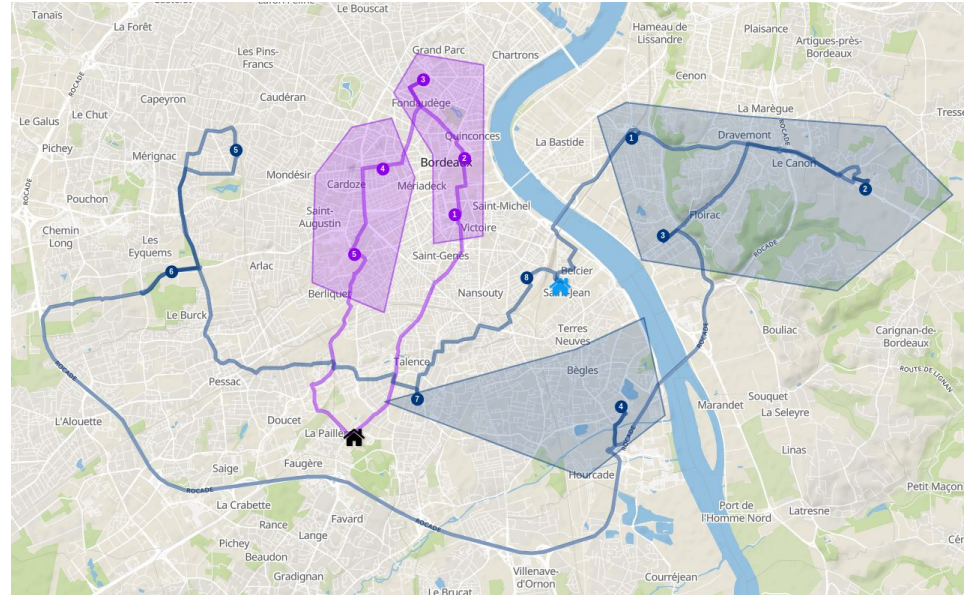 Le Bouscat
Tanaïs
La Forêt
Hameau de
Lissandre
Plaisance
Artigues-près-
Bordeaux
Les Pins-
Francs
Grand Parc
Chartrons
ROCADE
Cenon
3
Capeyron
Caudéran
Fondaudège
Le Galus
Le Chut
La Marègue
Tresse
Pichey
Mérignac
5
Quinconces
La Bastide
1
Dravemont
ROCADE
2
Bordeaux
Le Canon
4
Mondésir
Cardoze
Mériadeck
2
ROCADE
Pouchon
Saint-
Augustin
Saint-Michel
1
Victoire
Floirac
Chemin
Long
Les
Eyquems
3
5
Saint-Genès
ROCADE
Arlac
6
8
Belcier
Berliquet
Nansouty
Saint-Jean
Le Burck
Terres
Neuves
Bouliac
Carignan-de-
Bordeaux
ROCADE
Talence
Bègles
ROUTE DE LIGNAN
ROCADE
Pessac
7
4
Marandet
Souquet
La Seleyre
L'Alouette
Doucet
La Paillère
ROCADE
Linas
Saige
Faugère
Hourcade
Petit Maçon
ROCADE
La Crabette
Port de
l'Homme Nord
Latresne
Rance
Favard
ROCADE
Lange
Pichey
Beaudon
Gradignan
Villenave-
d'Ornon
Courréjean
Le Brucat